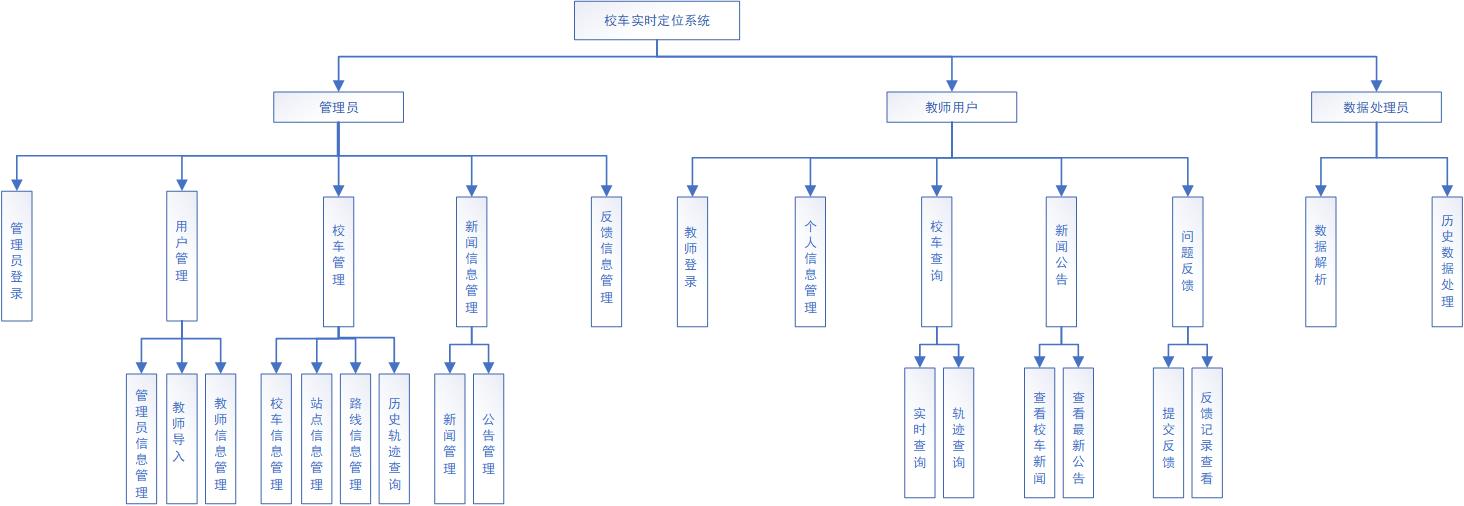 校车实时定位系统
管理员
教师用户
数据处理员
管理员登录
用户管理
校车管理
新闻信息管理
反馈信息管理
教师登录
个人信息管理
校车查询
新闻公告
问题反馈
数据解析
历史数据处理
管理员信息管理
教师导入
教师信息管理
校车信息管理
站点信息管理
路线信息管理
历史轨迹查询
新闻管理
公告管理
实时查询
轨迹查询
查看校车新闻
查看最新公告
提交反馈
反馈记录查看